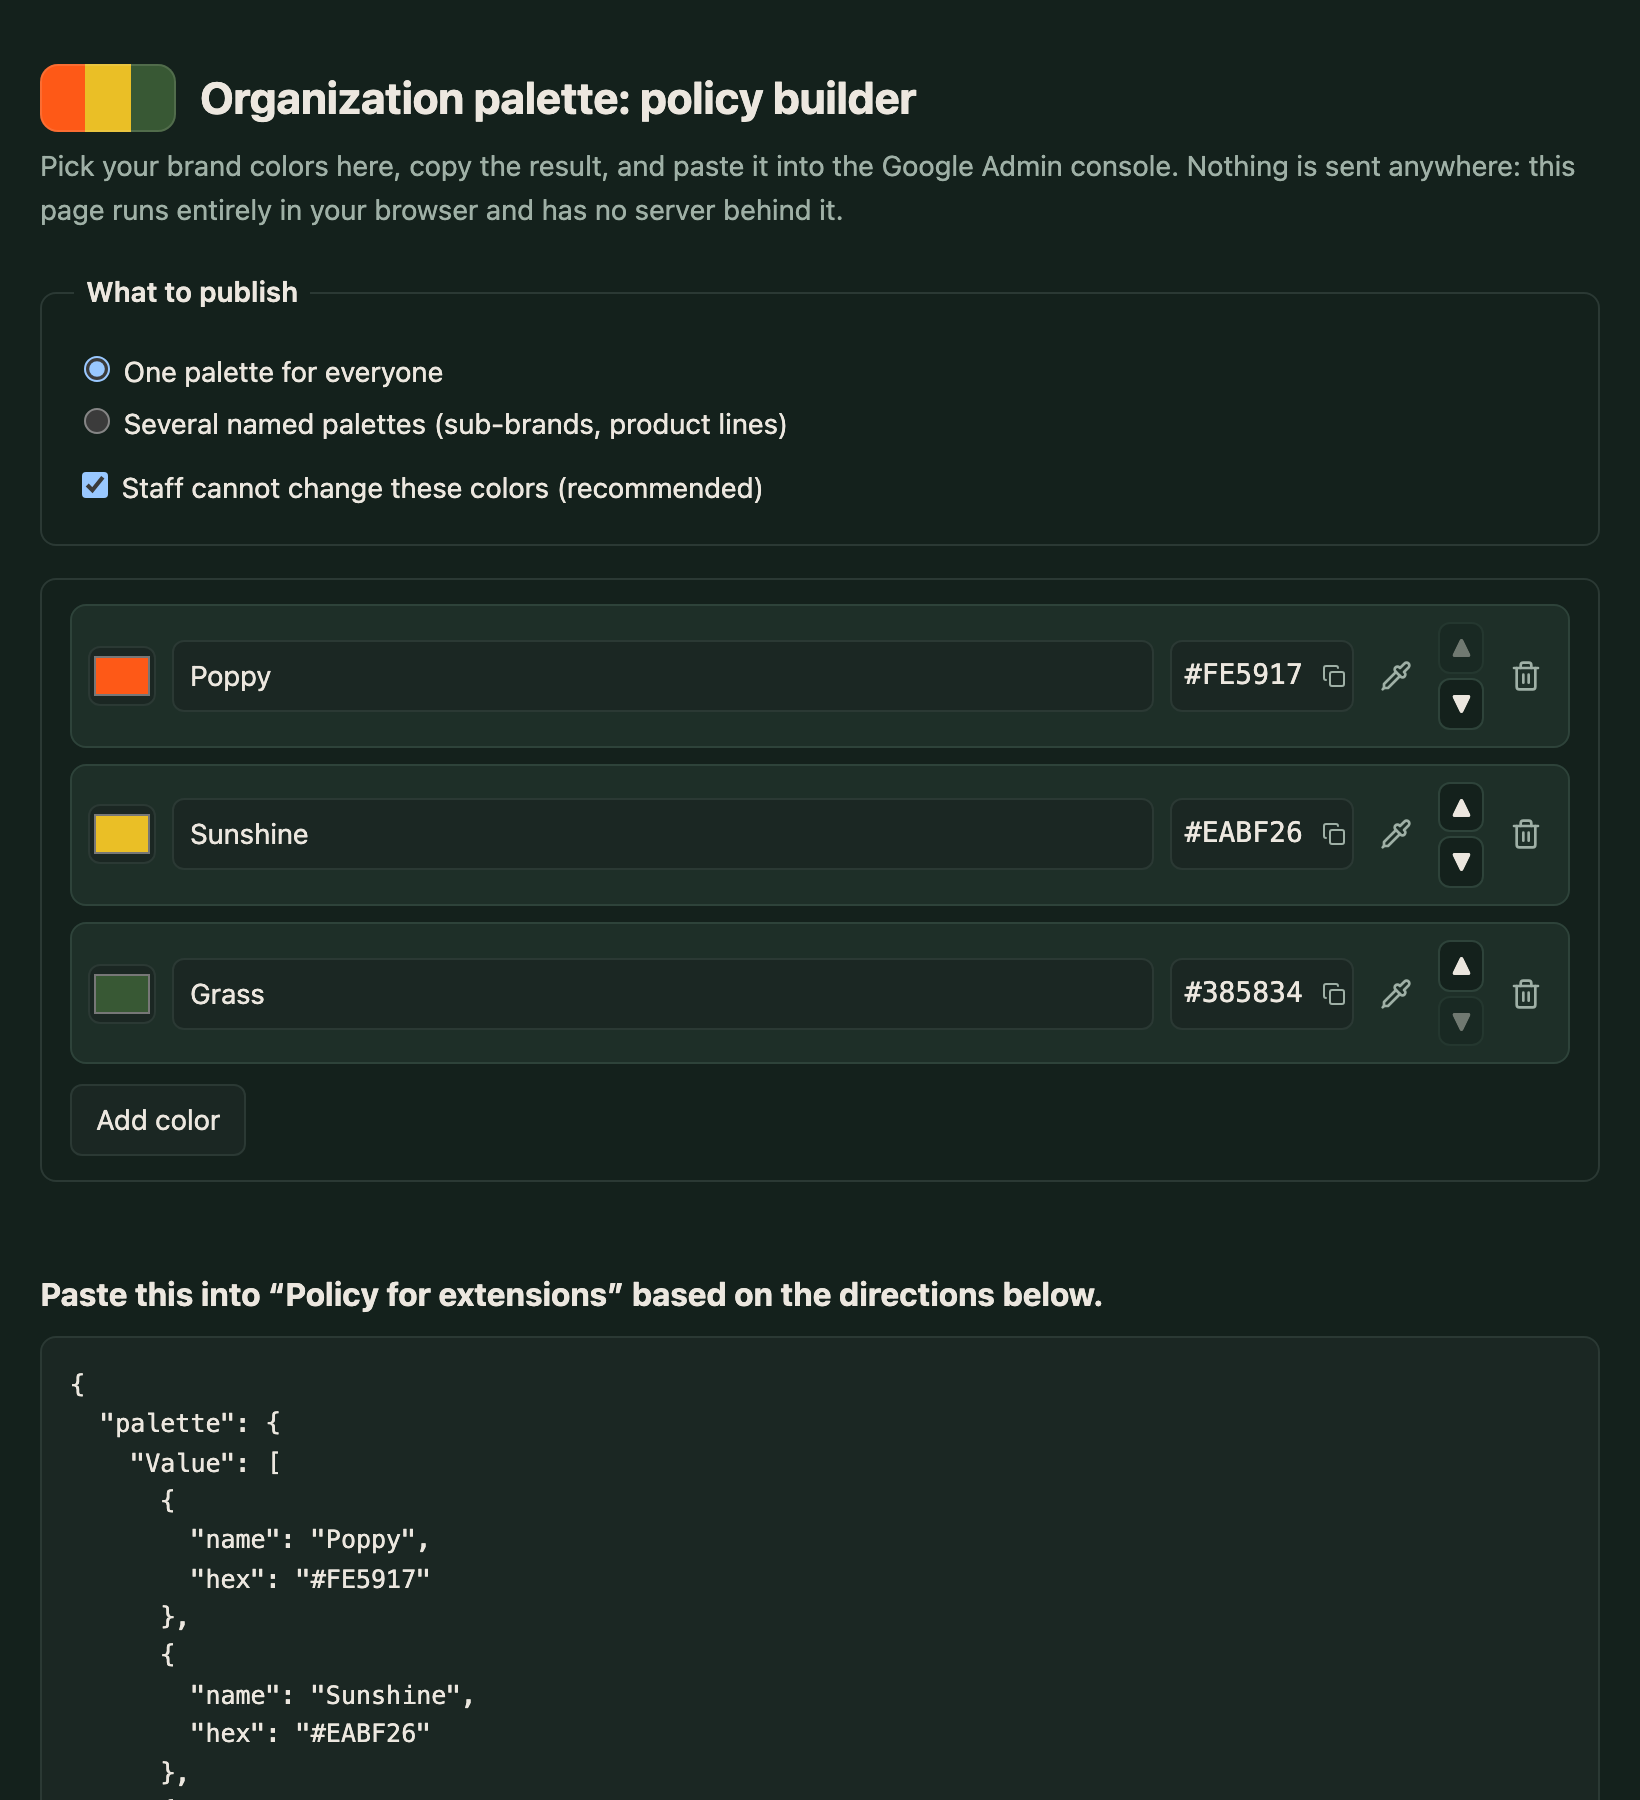 Organization palette: policy builder
Pick your brand colors here, copy the result, and paste it into the Google Admin console. Nothing is sent anywhere: this
page runs entirely in your browser and has no server behind it.
What to publish
One palette for everyone
Several named palettes (sub-brands, product lines)
Staff cannot change these colors (recommended)
Poppy #FE5917
Sunshine #EABF26
Grass #385834
Add color
Paste this into “Policy for extensions” based on the directions below.
{
"palette": {
"Value": [
{
"name": "Poppy",
"hex": "#FE5917"
},
{
"name": "Sunshine",
"hex": "#EABF26"
},